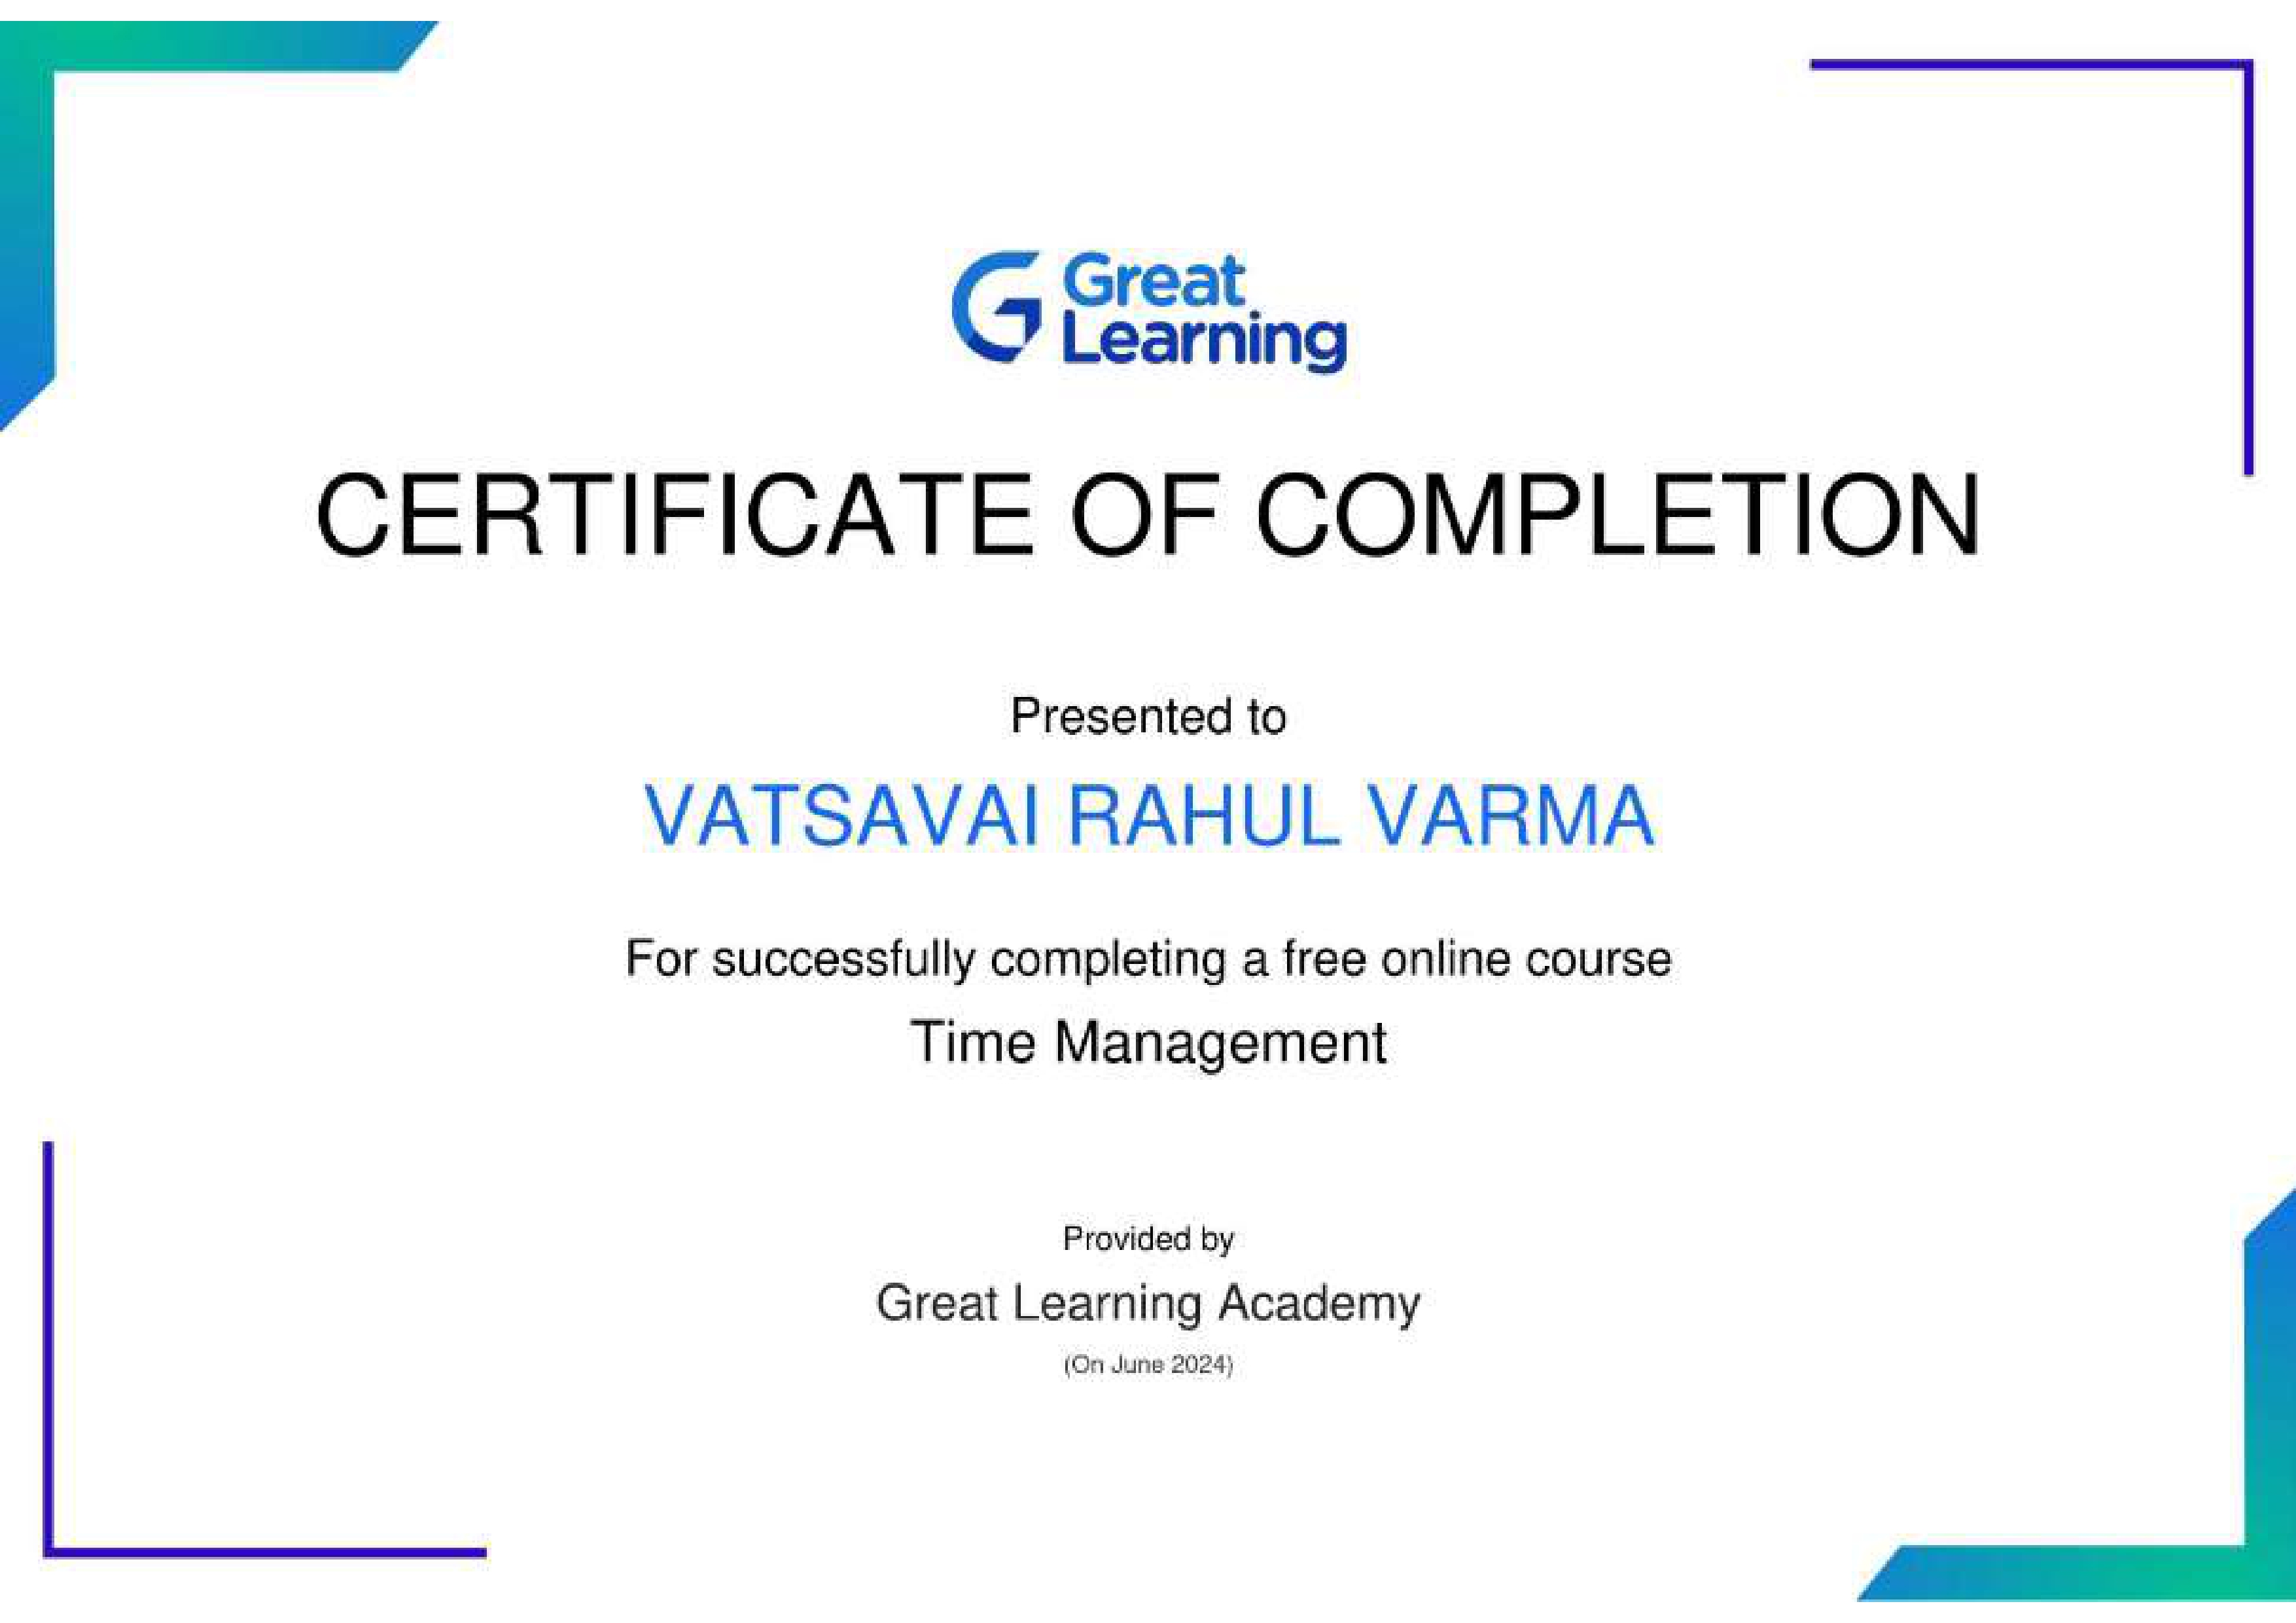 Great
Learning
CERTIFICATE OF COMPLETION
Presented to
VATSAVAI RAHUL VARMA
For successfully completing a free online course
Time Management
Provided by
Great Learning Academy
(On June 2024)